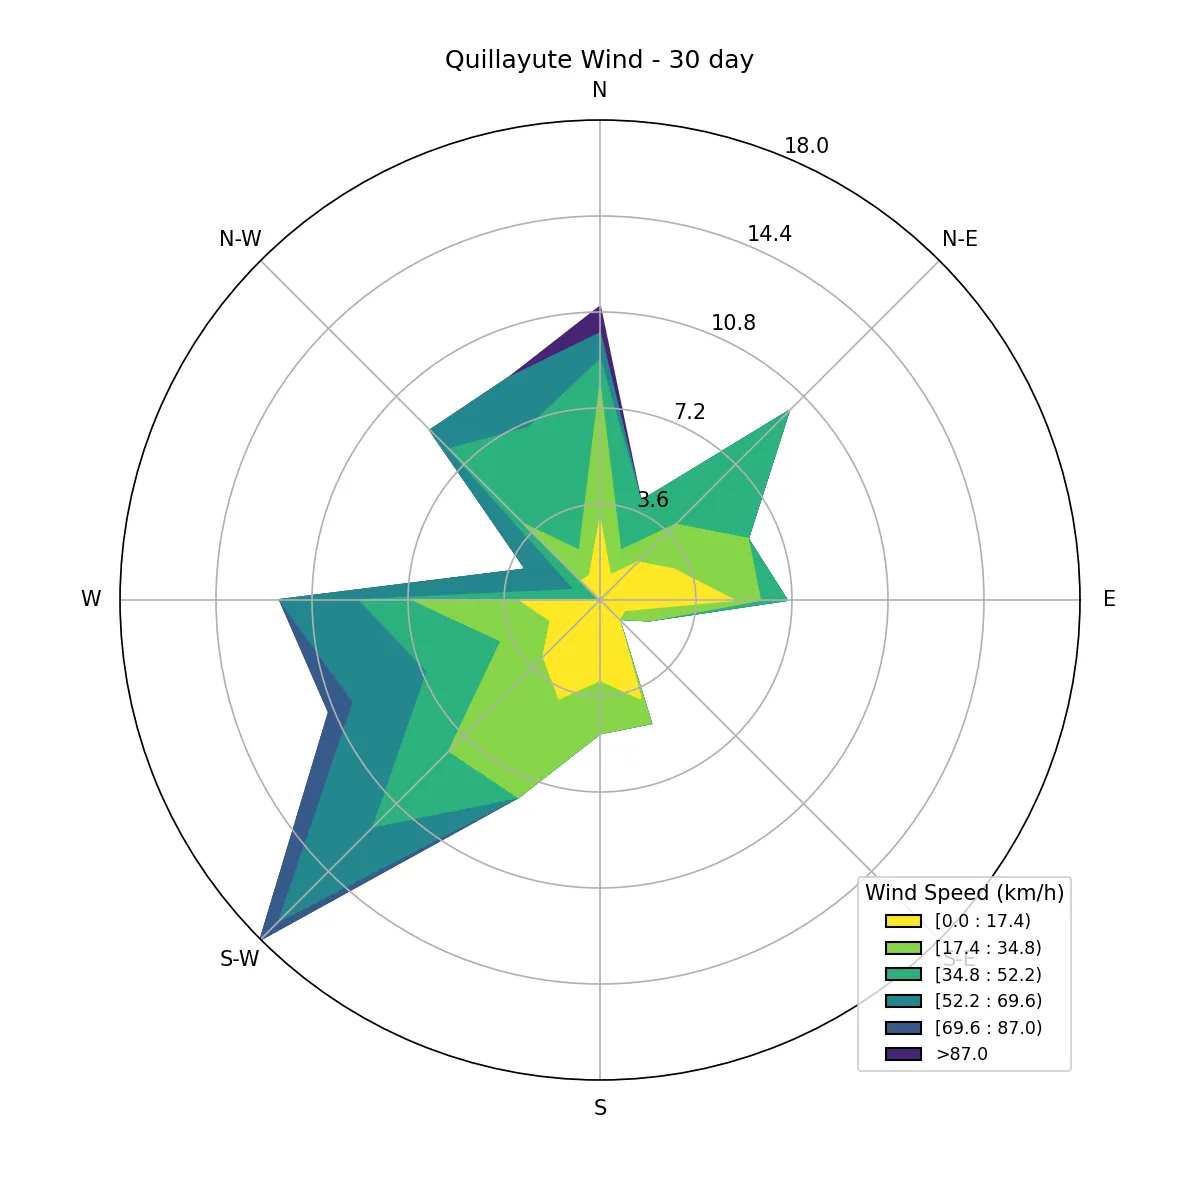 Quillayute Wind - 30 day
N
18.0
N-W
14.4
N-E
10.8
7.2
3.6
W
E
S-W
S-E
S
Wind Speed (km/h)
[0.0 : 17.4)
[17.4 : 34.8)
[34.8 : 52.2)
[52.2 : 69.6)
[69.6 : 87.0)
>87.0